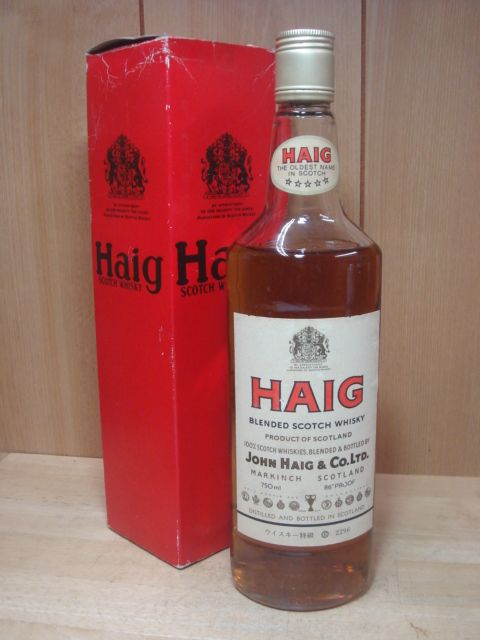 Haig
SCOTCH WHISKY
Ha
SCOTCH W
HAIG
THE OLDEST NAME
IN SCOTCH
HAIG
BLENDED SCOTCH WHISKY
PRODUCT OF SCOTLAND
100% SCOTCH WHISKIES, BLENDED & BOTTLED BY
JOHN HAIG & CO. LTD.
MARKINCH SCOTLAND
750ml 86° PROOF
DISTILLED AND BOTTLED IN SCOTLAND
ウイスキー特級 2296